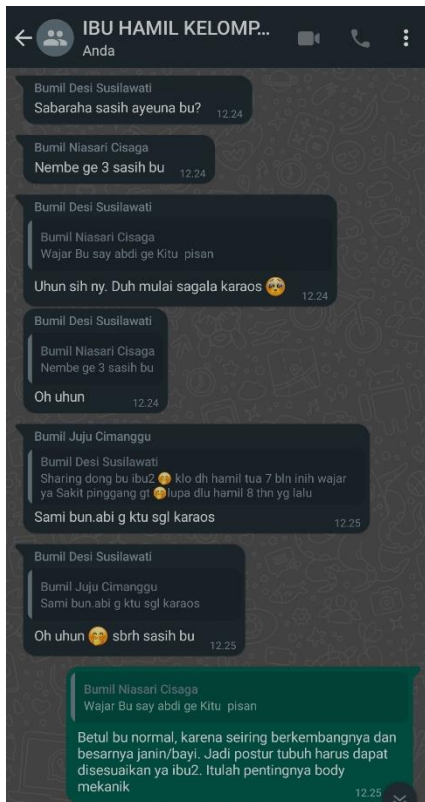 IBU HAMIL KELOMP...
Anda
Bumil Desi Susilawati
Sabaraha sasih ayeuna bu?
12.24
Bumil Niasari Cisaga
Nembe ge 3 sasih bu
12.24
Bumil Desi Susilawati
Bumil Niasari Cisaga
Wajar Bu say abdi ge Kitu pisan
Uhun sih ny. Duh mulai sagala karaos 🥺
12.24
Bumil Desi Susilawati
Bumil Niasari Cisaga
Nembe ge 3 sasih bu
Oh uhun
12.24
Bumil Juju Cimanggu
Bumil Desi Susilawati
Sharing dong bu ibu2 🤭 klo dh hamil tua 7 bln inih wajar
ya Sakit pinggang gt 🤭lupa dlu hamil 8 thn yg lalu
Sami bun.abi g ktu sgl karaos
12.25
Bumil Desi Susilawati
Bumil Juju Cimanggu
Sami bun.abi g ktu sgl karaos
Oh uhun 🤭 sbrh sasih bu
12.25
Bumil Niasari Cisaga
Wajar Bu say abdi ge Kitu pisan
Betul bu normal, karena seiring berkembangnya dan
besarnya janin/bayi. Jadi postur tubuh harus dapat
disesuaikan ya ibu2. Itulah pentingnya body
mekanik
12.25